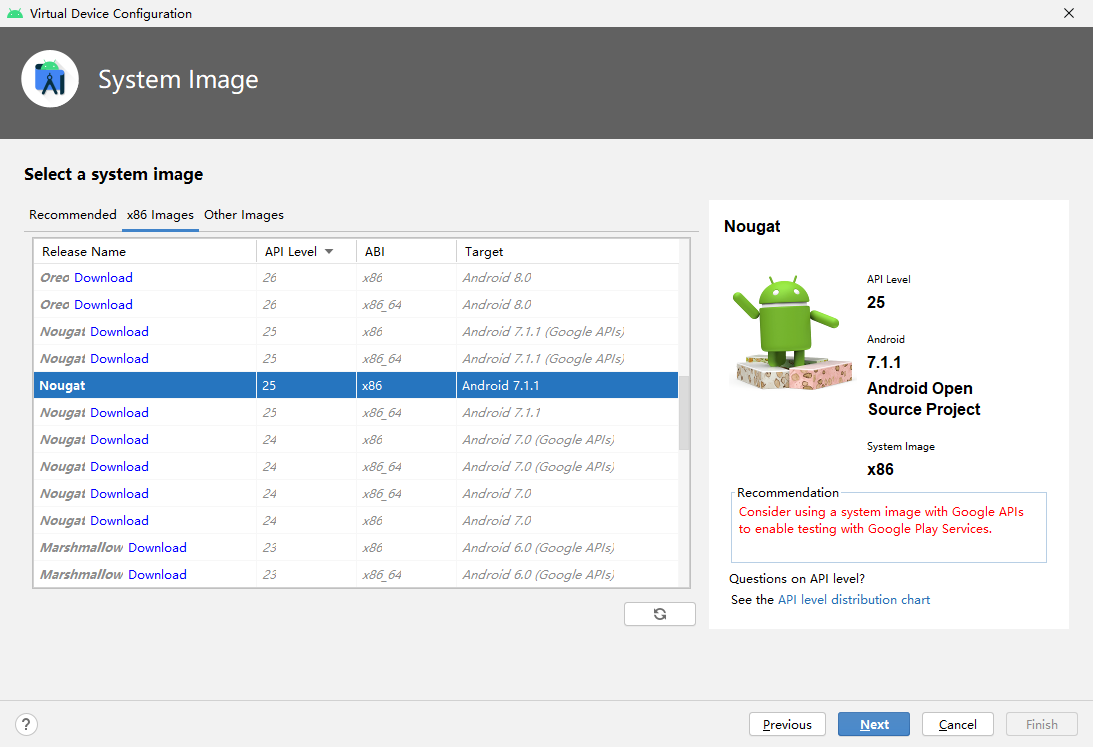 Virtual Device Configuration
System Image
Select a system image
Recommended x86 Images Other Images
Release Name API Level ABI Target
Oreo Download 26 x86 Android 8.0
Oreo Download 26 x86_64 Android 8.0
Nougat Download 25 x86 Android 7.1.1 (Google APIs)
Nougat Download 25 x86_64 Android 7.1.1 (Google APIs)
Nougat 25 x86 Android 7.1.1
Nougat Download 25 x86_64 Android 7.1.1
Nougat Download 24 x86 Android 7.0 (Google APIs)
Nougat Download 24 x86_64 Android 7.0 (Google APIs)
Nougat Download 24 x86_64 Android 7.0
Nougat Download 24 x86 Android 7.0
Marshmallow Download 23 x86 Android 6.0 (Google APIs)
Marshmallow Download 23 x86_64 Android 6.0 (Google APIs)
Nougat
API Level
25
Android
7.1.1
Android Open
Source Project
System Image
x86
Recommendation
Consider using a system image with Google APIs
to enable testing with Google Play Services.
Questions on API level?
See the API level distribution chart
? Previous Next Cancel Finish